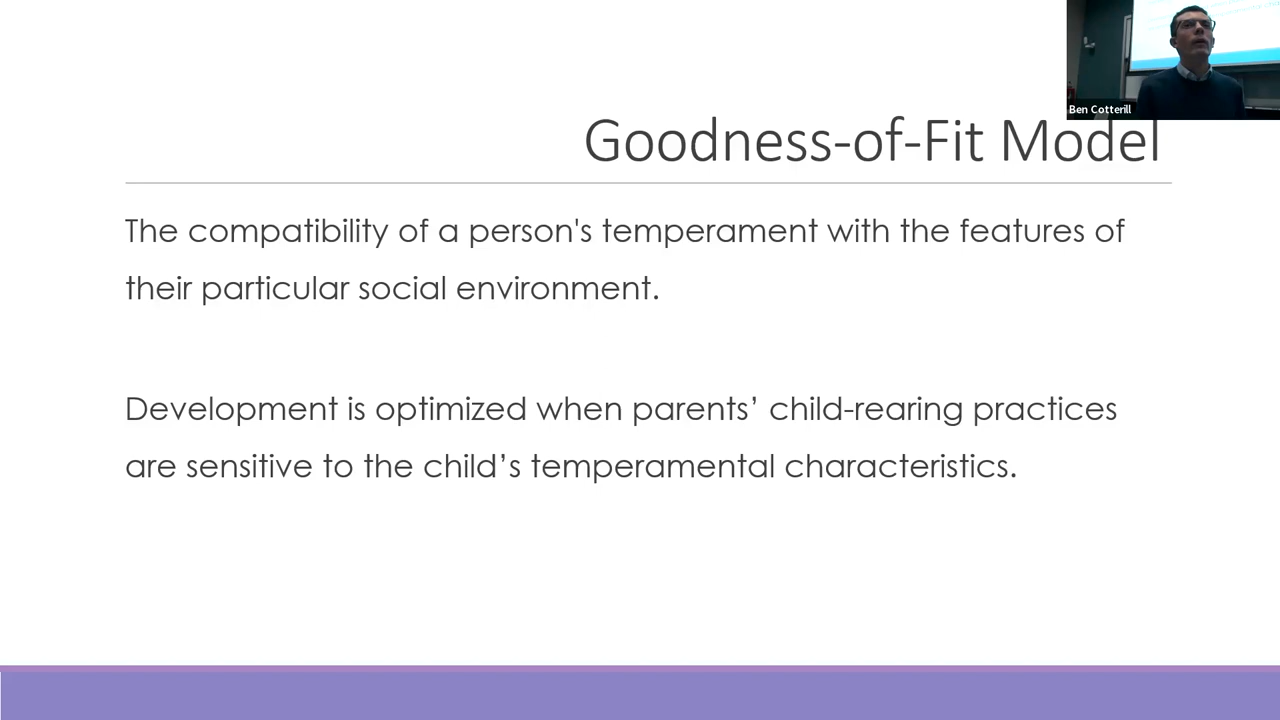 Ben Cotterill
Goodness-of-Fit Model
The compatibility of a person's temperament with the features of
their particular social environment.
Development is optimized when parents’ child-rearing practices
are sensitive to the child’s temperamental characteristics.